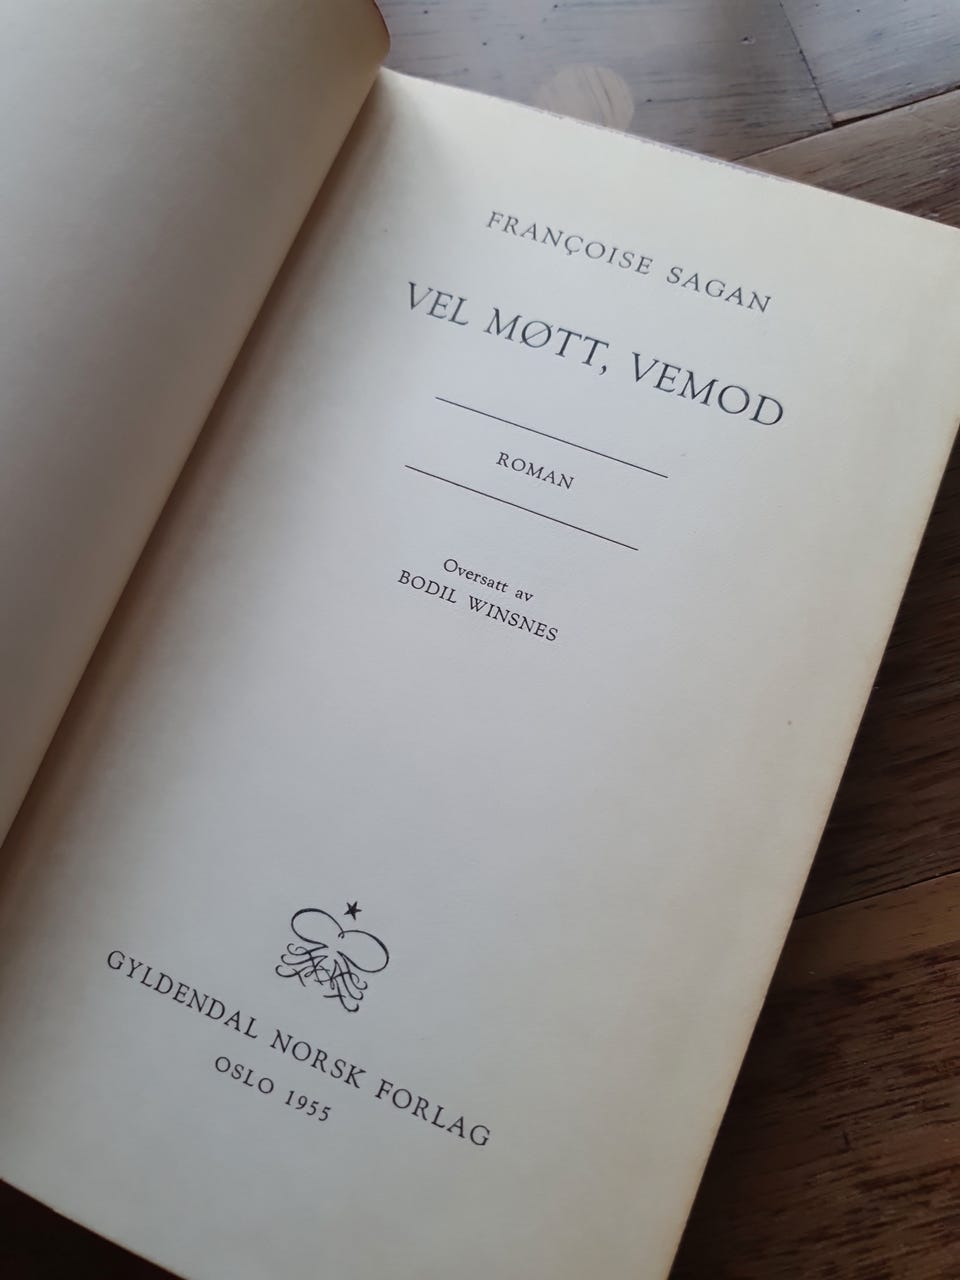 FRANÇOISE SAGAN
VEL MØTT, VEMOD
ROMAN
Oversatt av
BODIL WINSNES
GYLDENDAL NORSK FORLAG
OSLO 1955